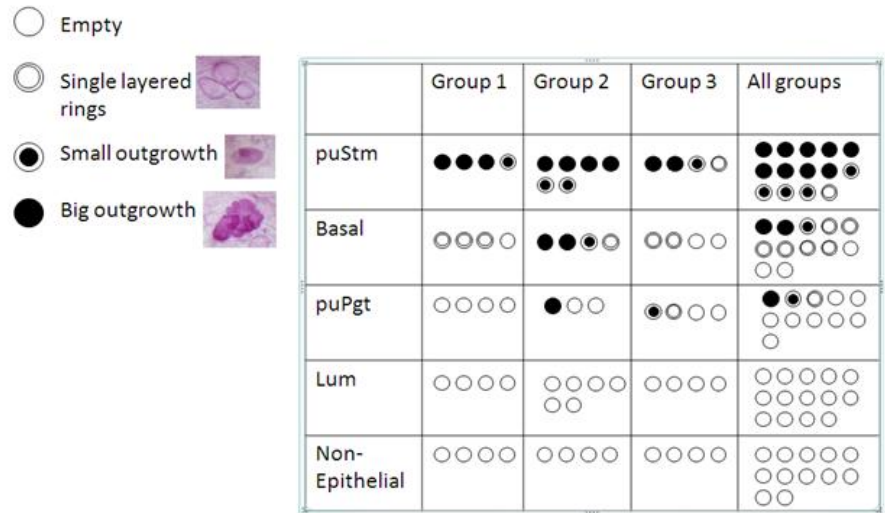 Empty
Single layered
rings
Small outgrowth
Big outgrowth
Group 1 Group 2 Group 3 All groups
puStm
Basal
puPgt
Lum
Non-
Epithelial